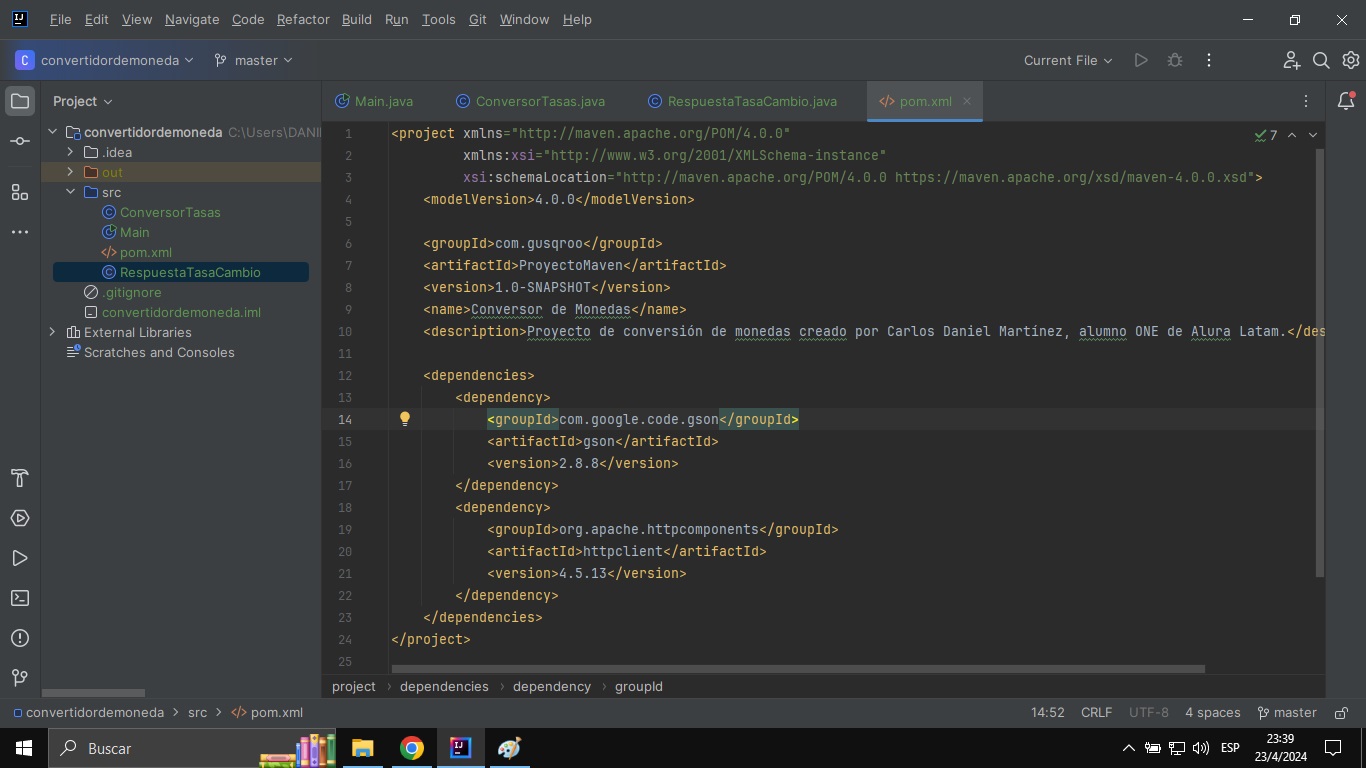 File Edit View Navigate Code Refactor Build Run Tools Git Window Help
C convertidordemoneda master Current File
Project
Main.java ConversorTasas.java RespuestaTasaCambio.java pom.xml
convertidordemoneda C:\Users\DANI
.idea
out
src
ConversorTasas
Main
pom.xml
RespuestaTasaCambio
.gitignore
convertidordemoneda.iml
External Libraries
Scratches and Consoles
7
1 <project xmlns="http://maven.apache.org/POM/4.0.0"
2 xmlns:xsi="http://www.w3.org/2001/XMLSchema-instance"
3 xsi:schemaLocation="http://maven.apache.org/POM/4.0.0 https://maven.apache.org/xsd/maven-4.0.0.xsd">
4 <modelVersion>4.0.0</modelVersion>
5
6 <groupId>com.gusqroo</groupId>
7 <artifactId>ProyectoMaven</artifactId>
8 <version>1.0-SNAPSHOT</version>
9 <name>Conversor de Monedas</name>
10 <description>Proyecto de conversión de monedas creado por Carlos Daniel Martínez, alumno ONE de Alura Latam.</des
11
12 <dependencies>
13 <dependency>
14 <groupId>com.google.code.gson</groupId>
15 <artifactId>gson</artifactId>
16 <version>2.8.8</version>
17 </dependency>
18 <dependency>
19 <groupId>org.apache.httpcomponents</groupId>
20 <artifactId>httpclient</artifactId>
21 <version>4.5.13</version>
22 </dependency>
23 </dependencies>
24 </project>
25
project › dependencies › dependency › groupId
convertidordemoneda › src › pom.xml 14:52 CRLF UTF-8 4 spaces master
Buscar
ESP
23:39
23/4/2024